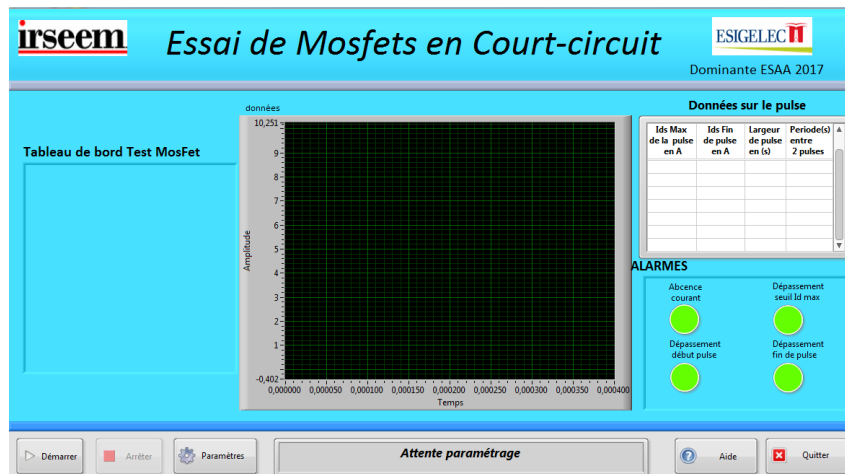 irseem
Essai de Mosfets en Court-circuit
ESIGELEC
Dominante ESAA 2017
Tableau de bord Test MosFet
données
10,251
9
8
7
6
5
4
3
2
1
-0,402
Amplitude
0,000000 0,000050 0,000100 0,000150 0,000200 0,000250 0,000300 0,000350 0,000400
Temps
Données sur le pulse
Ids Max de la pulse en A
Ids Fin de pulse en A
Largeur de pulse en (s)
Periode(s) entre 2 pulses
ALARMES
Abcence
courant
Dépassement
seuil Id max
Dépassement
début pulse
Dépassement
fin de pulse
Démarrer
Arrêter
Paramètres
Attente paramétrage
Aide
Quitter